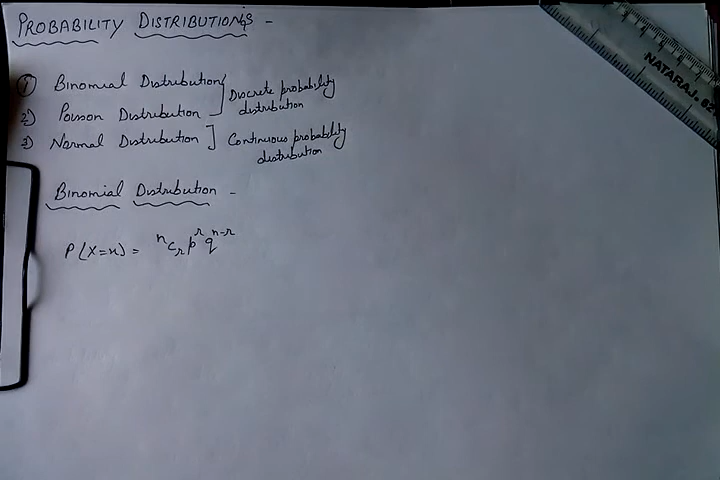 PROBABILITY DISTRIBUTIONS -
1) Binomial Distribution
2) Poisson Distribution
] Discrete probability
distribution
3) Normal Distribution ] Continuous probability
distribution
Binomial Distribution -
P(X=x) = ⁿCᵣ pʳ qⁿ⁻ʳ
NATARAJ. 621